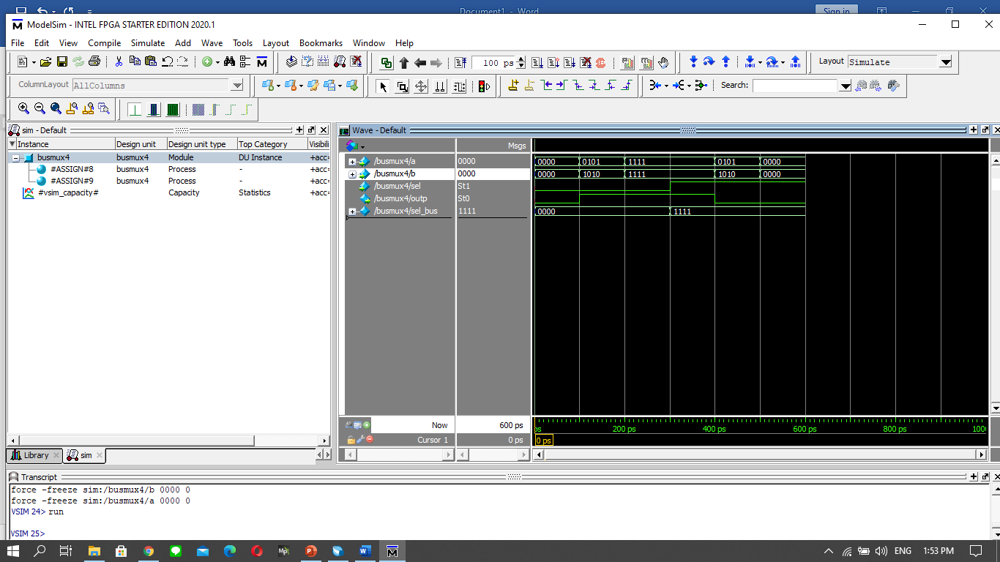 Document1 - Word
Sign in
ModelSim - INTEL FPGA STARTER EDITION 2020.1
File Edit View Compile Simulate Add Wave Tools Layout Bookmarks Window Help
100 ps
Layout Simulate
ColumnLayout AllColumns
Search:
sim - Default
Instance Design unit Design unit type Top Category Visibili
busmux4 busmux4 Module DU Instance +acc=
#ASSIGN#8 busmux4 Process - +acc=
#ASSIGN#9 busmux4 Process - +acc=
#vsim_capacity# Capacity Statistics +acc=
Library sim
Wave - Default
Msgs
/busmux4/a 0000 0000 0101 1111 0101 0000
/busmux4/b 0000 0000 1010 1111 1010 0000
/busmux4/sel St1
/busmux4/outp St0
/busmux4/sel_bus 1111 0000 1111
Now 600 ps ps 200 ps 400 ps 600 ps 800 ps 100
Cursor 1 0 ps 0 ps
Transcript
force -freeze sim:/busmux4/b 0000 0
force -freeze sim:/busmux4/a 0000 0
VSIM 24> run
VSIM 25>
ENG 1:53 PM